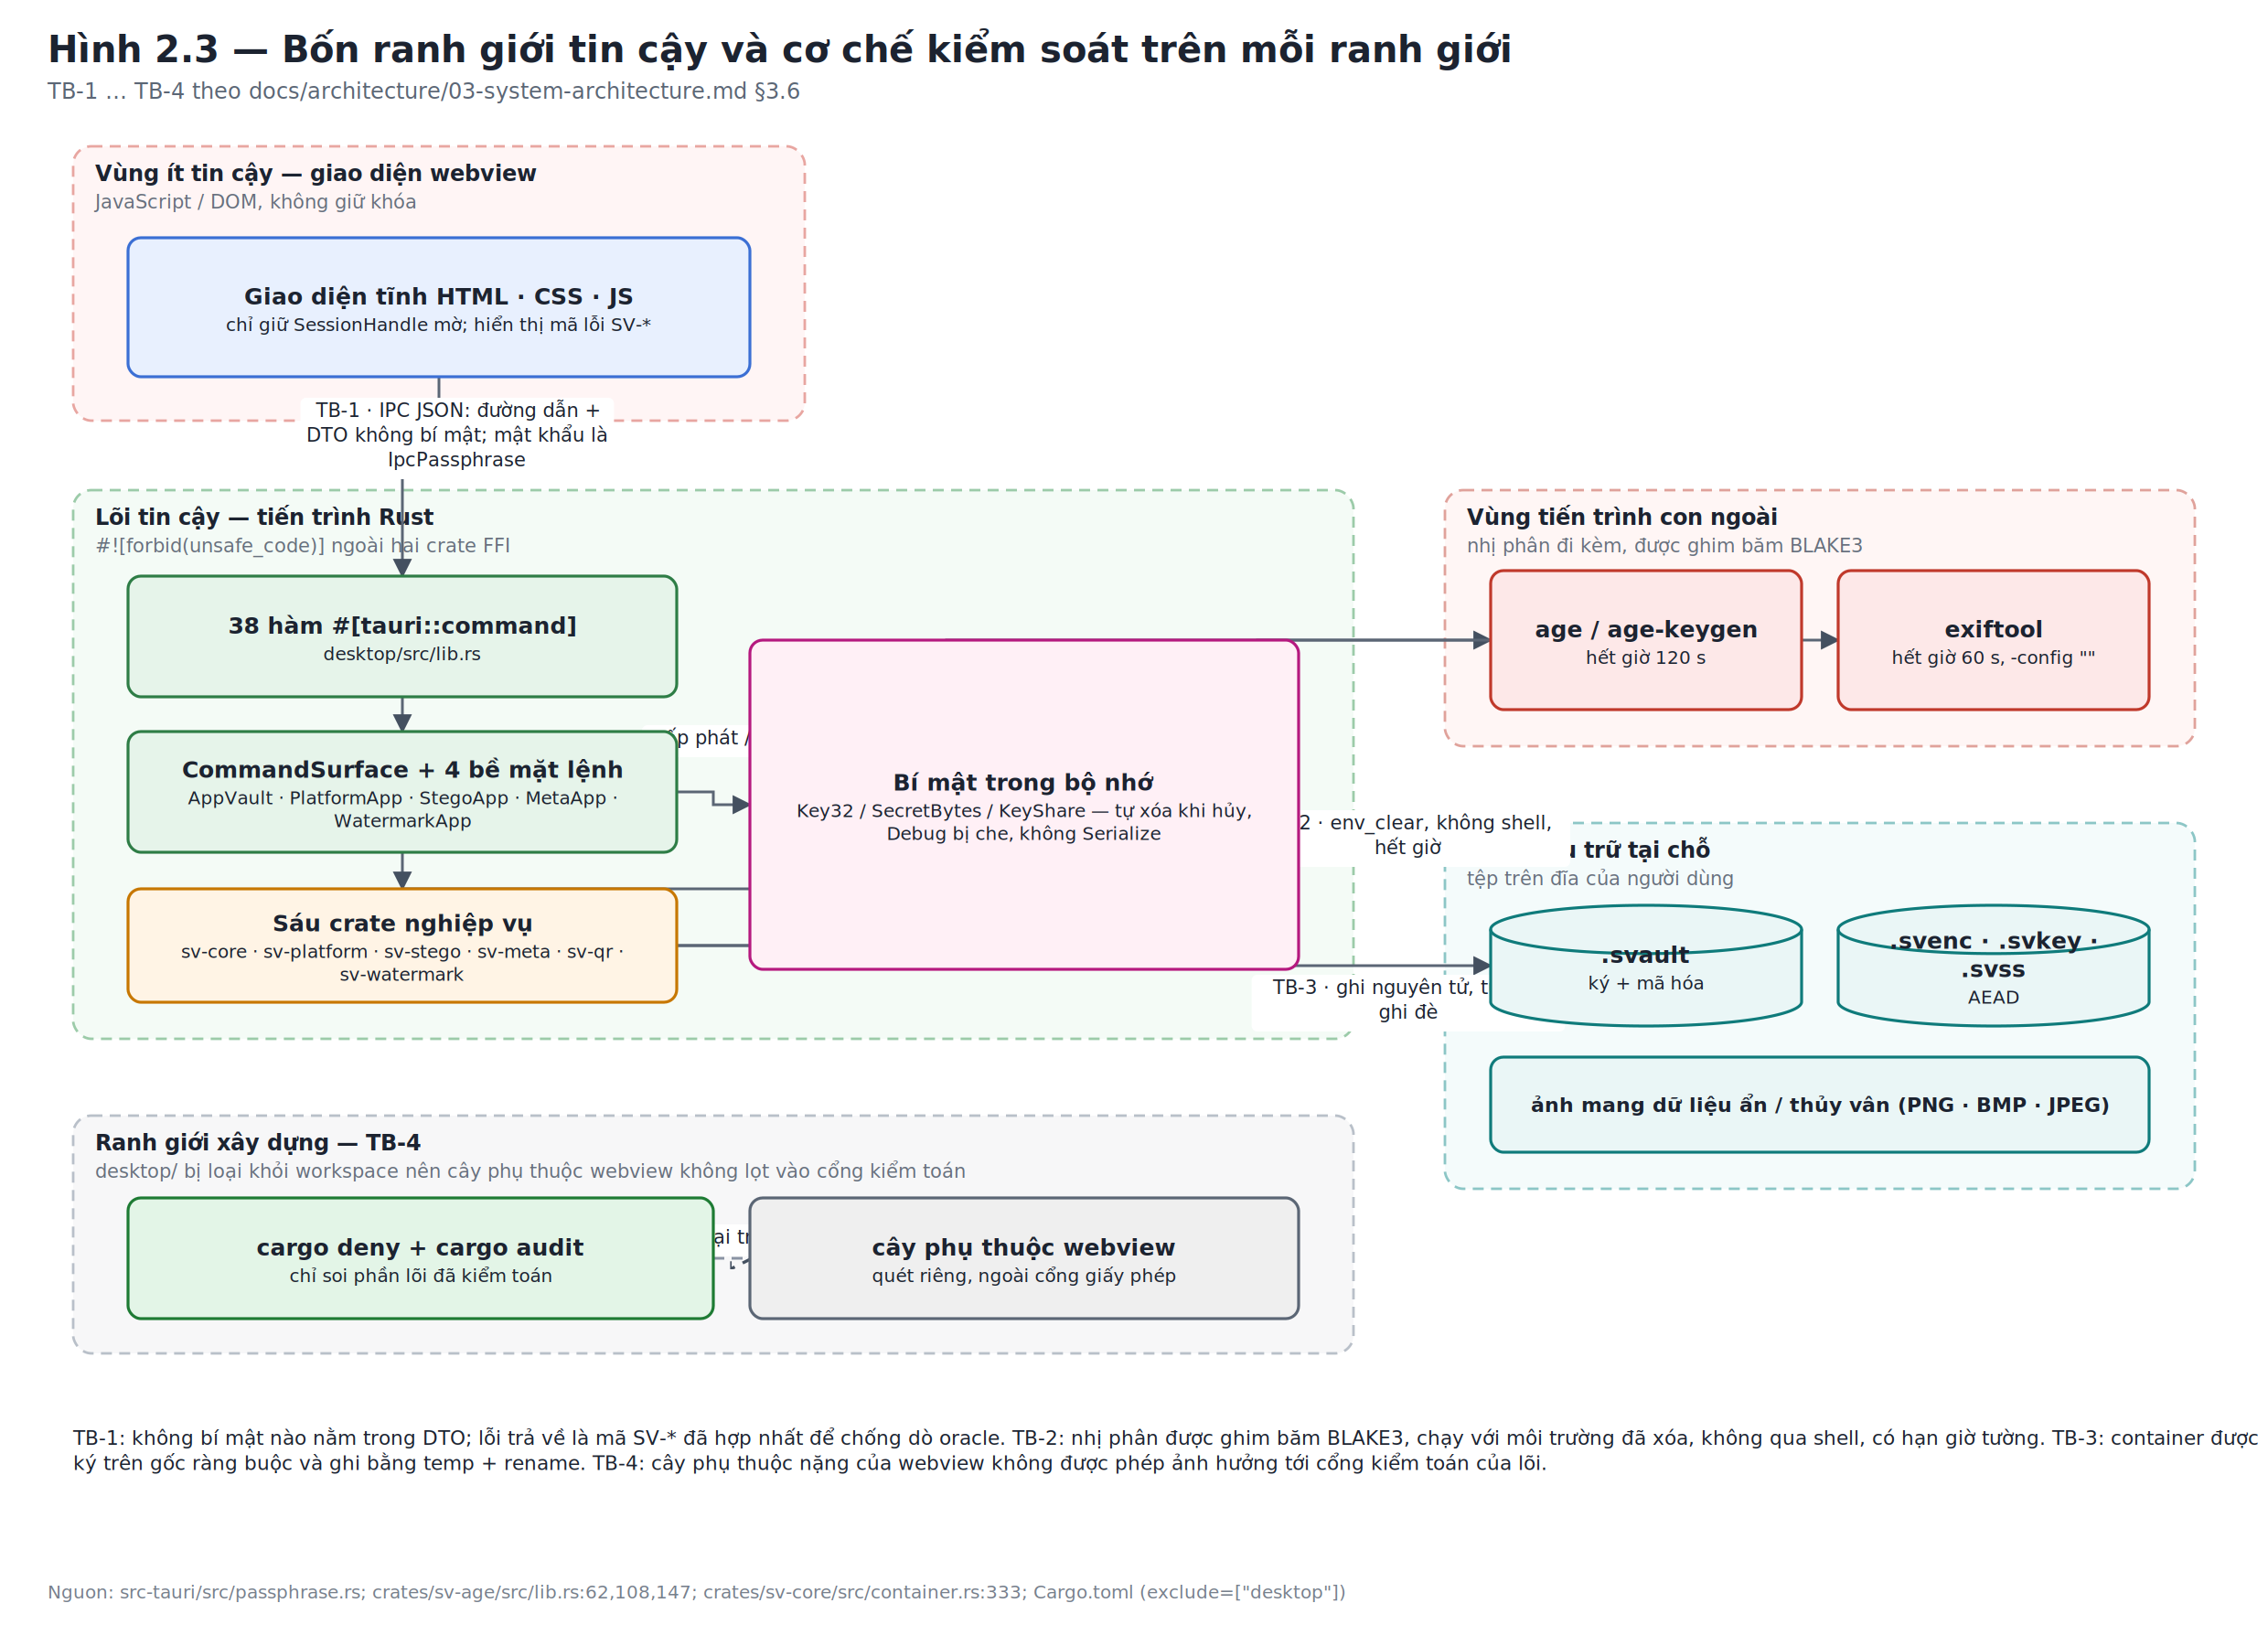 Hình 2.3 — Bốn ranh giới tin cậy và cơ chế kiểm soát trên mỗi ranh giới
TB-1 … TB-4 theo docs/architecture/03-system-architecture.md §3.6
Vùng ít tin cậy — giao diện webview
JavaScript / DOM, không giữ khóa
Giao diện tĩnh HTML · CSS · JS
chỉ giữ SessionHandle mờ; hiển thị mã lỗi SV-*
TB-1 · IPC JSON: đường dẫn +
DTO không bí mật; mật khẩu là
IpcPassphrase
Lõi tin cậy — tiến trình Rust
#![forbid(unsafe_code)] ngoài hai crate FFI
38 hàm #[tauri::command]
desktop/src/lib.rs
phát /
CommandSurface + 4 bề mặt lệnh
AppVault · PlatformApp · StegoApp · MetaApp ·
WatermarkApp
Sáu crate nghiệp vụ
sv-core · sv-platform · sv-stego · sv-meta · sv-qr ·
sv-watermark
Bí mật trong bộ nhớ
Key32 / SecretBytes / KeyShare — tự xóa khi hủy,
Debug bị che, không Serialize
Vùng tiến trình con ngoài
nhị phân đi kèm, được ghim băm BLAKE3
age / age-keygen
hết giờ 120 s
exiftool
hết giờ 60 s, -config ""
2 · env_clear, không shell,
hết giờ
trữ tại chỗ
tệp trên đĩa của người dùng
TB-3 · ghi nguyên tử,
ghi đè
.svault
ký + mã hóa
.svenc · .svkey ·
.svss
AEAD
ảnh mang dữ liệu ẩn / thủy vân (PNG · BMP · JPEG)
Ranh giới xây dựng — TB-4
desktop/ bị loại khỏi workspace nên cây phụ thuộc webview không lọt vào cổng kiểm toán
cargo deny + cargo audit
chỉ soi phần lõi đã kiểm toán
cây phụ thuộc webview
quét riêng, ngoài cổng giấy phép
TB-1: không bí mật nào nằm trong DTO; lỗi trả về là mã SV-* đã hợp nhất để chống dò oracle. TB-2: nhị phân được ghim băm BLAKE3, chạy với môi trường đã xóa, không qua shell, có hạn giờ tường. TB-3: container được
ký trên gốc ràng buộc và ghi bằng temp + rename. TB-4: cây phụ thuộc nặng của webview không được phép ảnh hưởng tới cổng kiểm toán của lõi.
Nguon: src-tauri/src/passphrase.rs; crates/sv-age/src/lib.rs:62,108,147; crates/sv-core/src/container.rs:333; Cargo.toml (exclude=["desktop"])